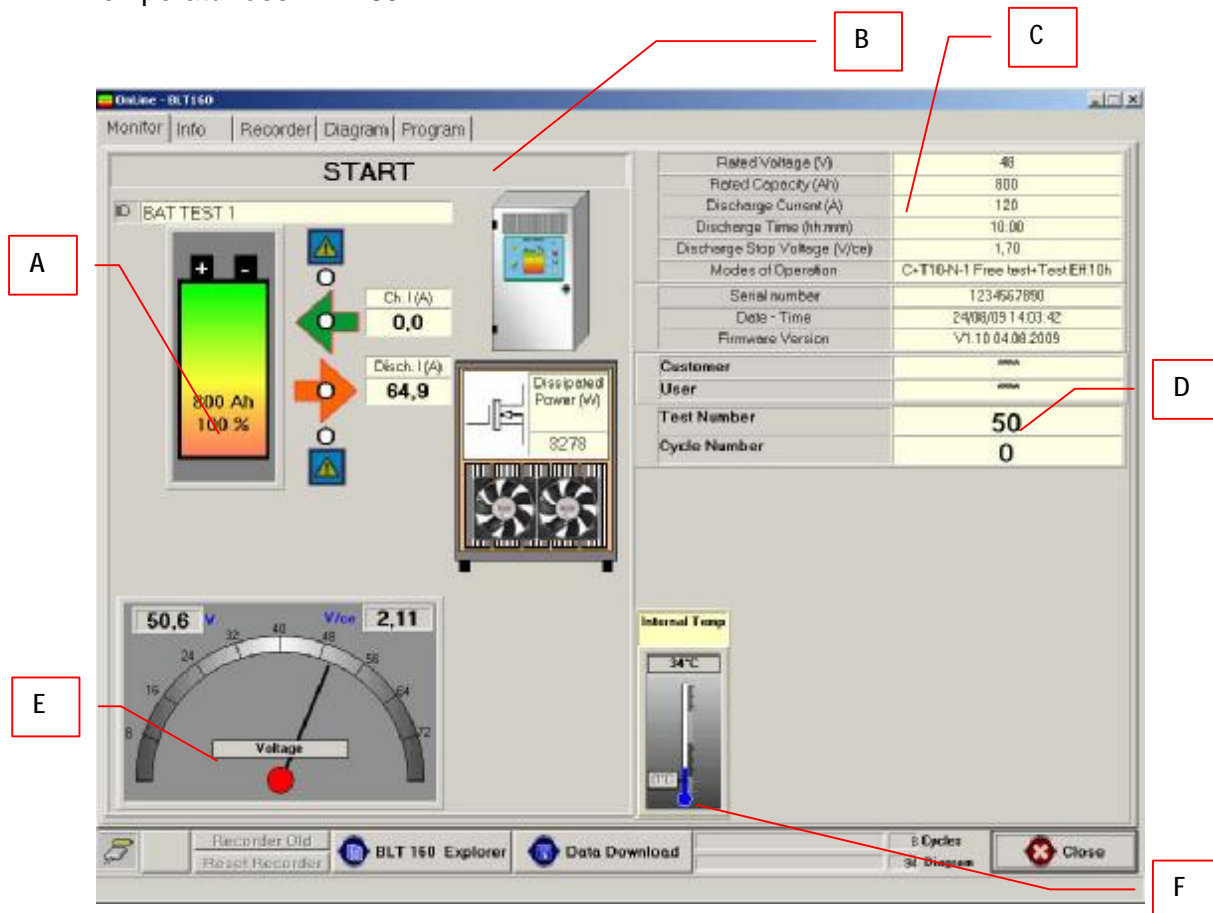 B
C
OnLine - BLT160
Monitor Info Recorder Diagram Program
START
ID BAT TEST 1
A
+ -
Ch. I (A)
0,0
Disch. I (A)
64,9
800 Ah
100 %
Dissipated
Power (W)
3278
Rated Voltage (V) 48
Rated Capacity (Ah) 800
Discharge Current (A) 120
Discharge Time (hh:mm) 10:00
Discharge Stop Voltage (V/ce) 1,70
Modes of Operation C+T10-N-1 Free test+Test Eff.10h
Serial number 1234567890
Date - Time 24/08/09 14:03:42
Firmware Version V1.10 04.08.2009
Customer
User
D
Test Number 50
Cycle Number 0
50,6 V V/ce 2,11
8 16 24 32 40 48 56 64 72
Voltage
E
Internal Temp
34°C
Recorder Old
Reset Recorder
BLT 160 Explorer
Data Download
8 Cycles
Diagram
Close
F